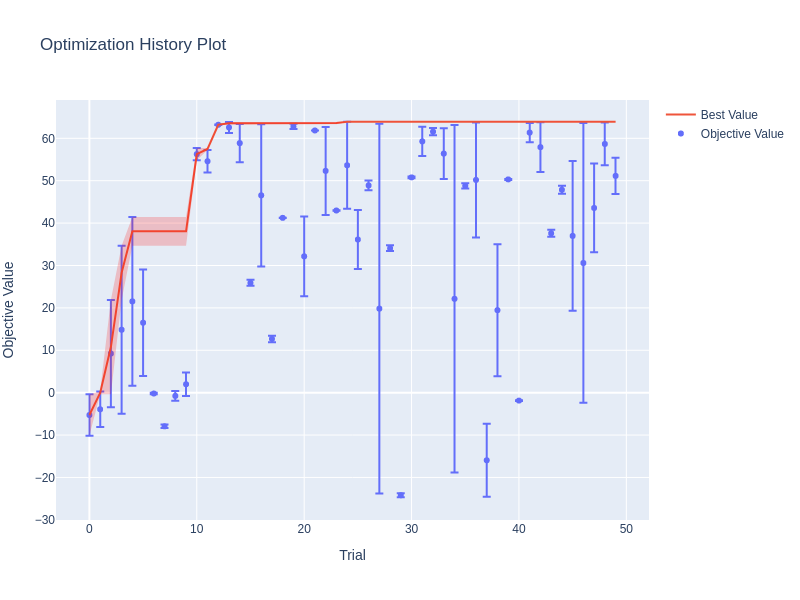 Optimization History Plot
Best Value
Objective Value
Objective Value
60
50
40
30
20
10
0
−10
−20
−30
0 10 20 30 40 50
Trial